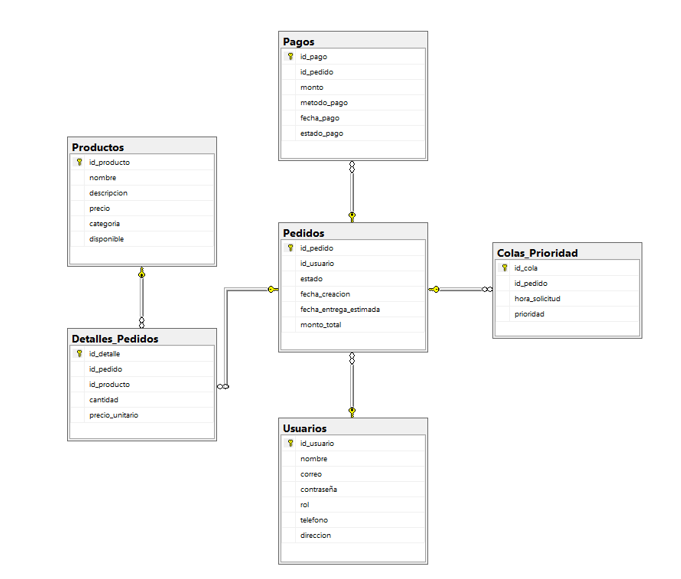 Pagos
id_pago
id_pedido
monto
metodo_pago
fecha_pago
estado_pago
Productos
id_producto
nombre
descripcion
precio
categoria
disponible
Pedidos
id_pedido
id_usuario
estado
fecha_creacion
fecha_entrega_estimada
monto_total
Colas_Prioridad
id_cola
id_pedido
hora_solicitud
prioridad
Detalles_Pedidos
id_detalle
id_pedido
id_producto
cantidad
precio_unitario
Usuarios
id_usuario
nombre
correo
contraseña
rol
telefono
direccion